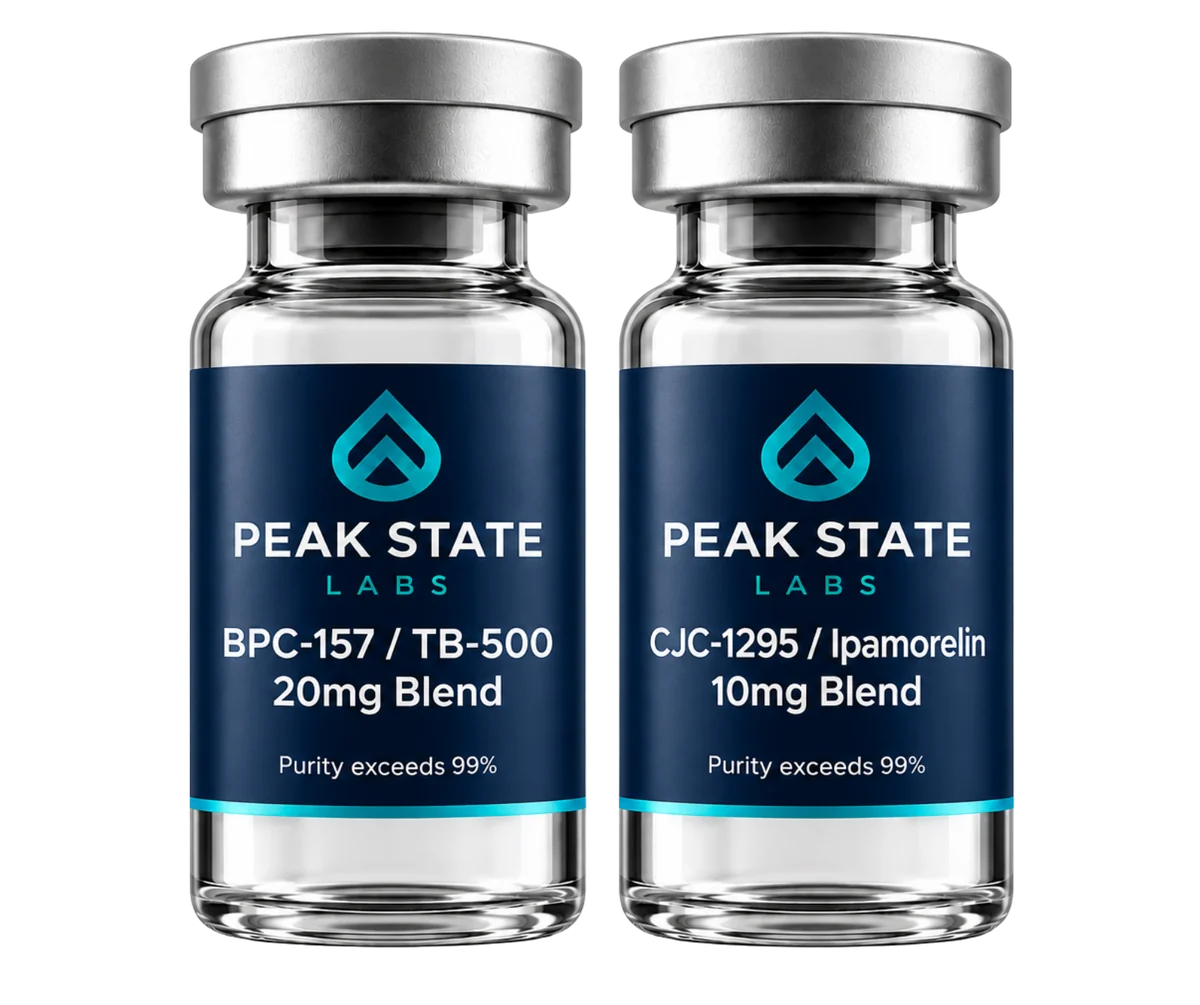 PEAK STATE
LABS
BPC-157 / TB-500
20mg Blend
Purity exceeds 99%
PEAK STATE
LABS
CJC-1295 / Ipamorelin
10mg Blend
Purity exceeds 99%